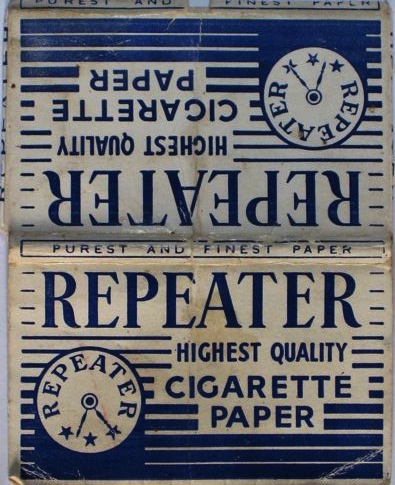 PUREST AND FINEST PAPER
REPEATER
REPEATER
HIGHEST QUALITY
CIGARETTE
PAPER
PUREST AND FINEST PAPER
REPEATER
HIGHEST QUALITY
CIGARETTE
PAPER
REPEATER